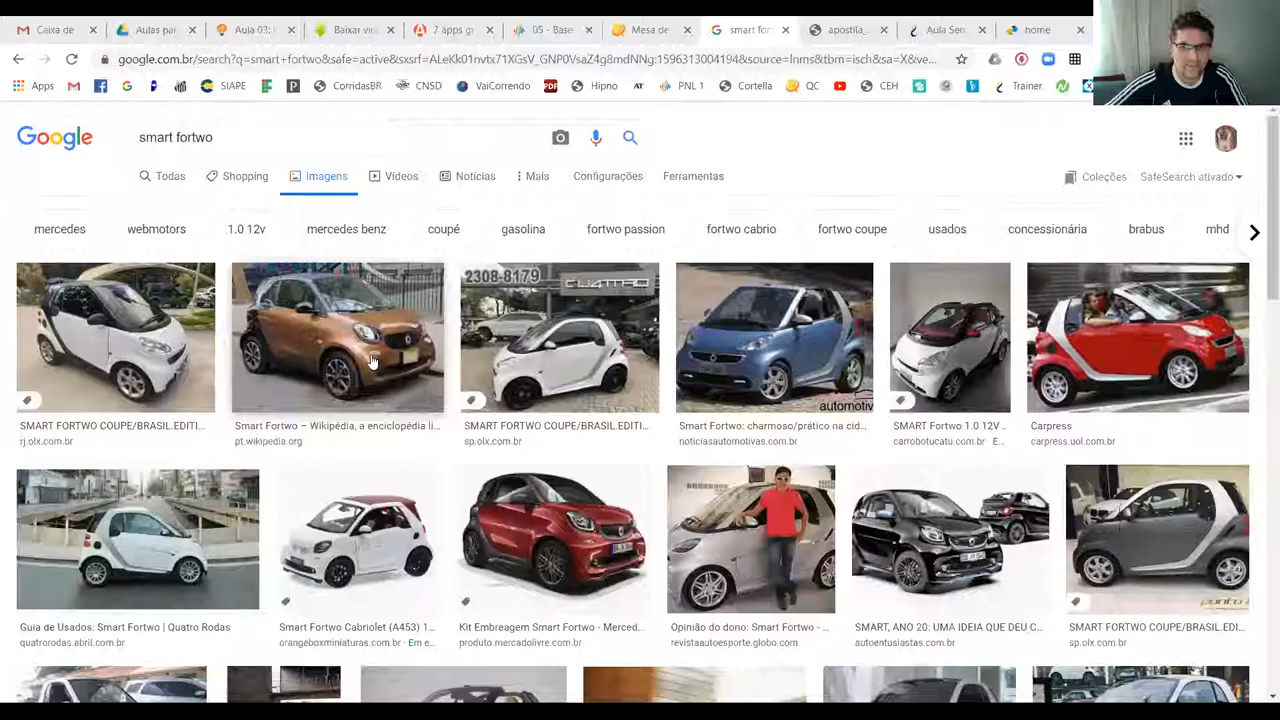 Caixa de
Aulas par
Aula 03:
Baixar vid
7 apps gr
05 - Base
Mesa de
smart for
apostila_
Aula Sen
home
google.com.br/search?q=smart+fortwo&safe=active&sxsrf=ALeKk01nvtx71ZGsV_GNP0VsaZ4g8mdNNg:1596313004194&source=lnms&tbm=isch&sa=X&ve...
Apps
SIAPE
CorridasBR
CNSD
VaiCorrendo
PDF
Hipno
AT
PNL 1
Cortella
QC
CEH
Trainer
Google
smart fortwo
Todas
Shopping
Imagens
Vídeos
Notícias
Mais
Configurações
Ferramentas
Coleções
SafeSearch ativado
mercedes
webmotors
1.0 12v
mercedes benz
coupé
gasolina
fortwo passion
fortwo cabrio
fortwo coupe
usados
concessionária
brabus
mhd
2308-8179
automotiv
SMART FORTWO COUPE/BRASIL.EDITI...
rj.olx.com.br
Smart Fortwo – Wikipédia, a enciclopédia li...
pt.wikipedia.org
SMART FORTWO COUPE/BRASIL.EDITI...
sp.olx.com.br
Smart Fortwo: charmoso/prático na cid...
noticiasautomotivas.com.br
SMART Fortwo 1.0 12V ...
carrobotucatu.com.br · E...
Carpress
carpress.uol.com.br
Guia de Usados: Smart Fortwo | Quatro Rodas
quatrorodas.abril.com.br
Smart Fortwo Cabriolet (A453) 1...
orangeboxminiaturas.com.br · Em e...
Kit Embreagem Smart Fortwo - Merced...
produto.mercadolivre.com.br
Opinião do dono: Smart Fortwo - ...
revistaautoesporte.globo.com
SMART, ANO 20: UMA IDEIA QUE DEU C...
autoentusiastas.com.br
SMART FORTWO COUPE/BRASIL.EDITI...
sp.olx.com.br